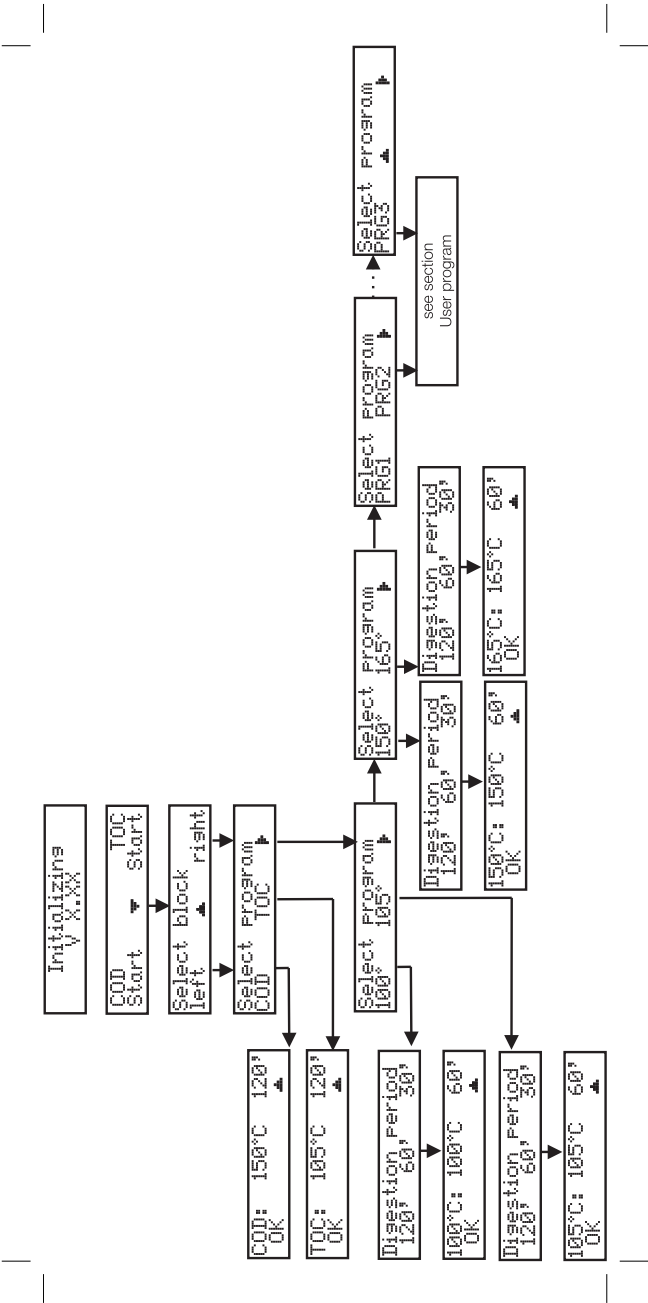 Initializing
V X.XX
COD TOC
Start ▼ Start
Select block
left ▲ right
Select program
COD TOC ▶
COD: 150°C 120'
OK ▲
TOC: 105°C 120'
OK ▲
Select program
100° 105° ▶
Digestion period
120' 60' 30'
100°C: 100°C 60'
OK ▲
Digestion period
120' 60' 30'
105°C: 105°C 60'
OK ▲
Select program
150° 165° ▶
Digestion period
120' 60' 30'
150°C: 150°C 60'
OK ▲
Digestion period
120' 60' 30'
165°C: 165°C 60'
OK ▲
Select program
PRG1 PRG2 ▶
Select program
PRG3 ▲ ▶
see section
User program